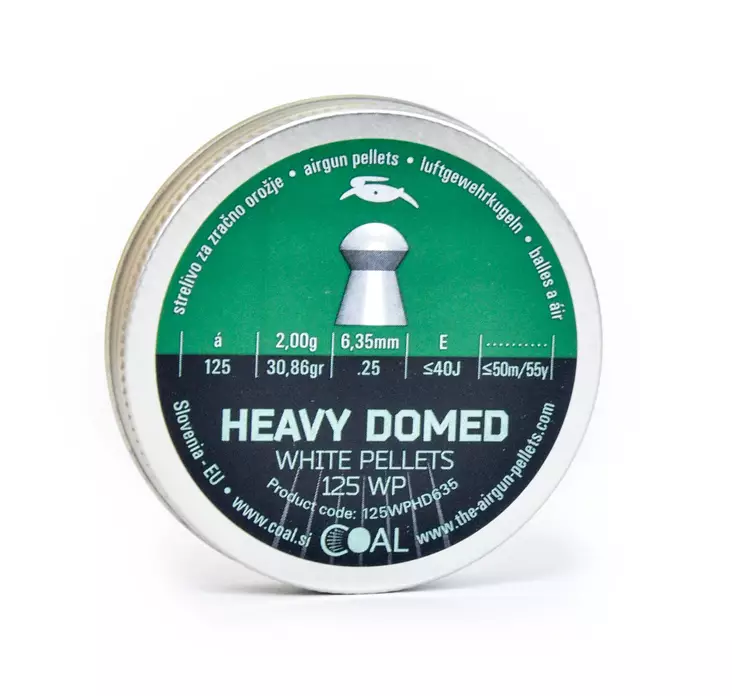 strelivo za zračno orožje • airgun pellets • luftgewehrkugeln • balles a áir
á 2,00g 6,35mm E ..........
125 30,86gr .25 ≤40J ≤50m/55y
HEAVY DOMED
WHITE PELLETS
125 WP
Product code: 125WPHD635
Slovenia - EU • www.coal.si
COAL
www.the-airgun-pellets.com